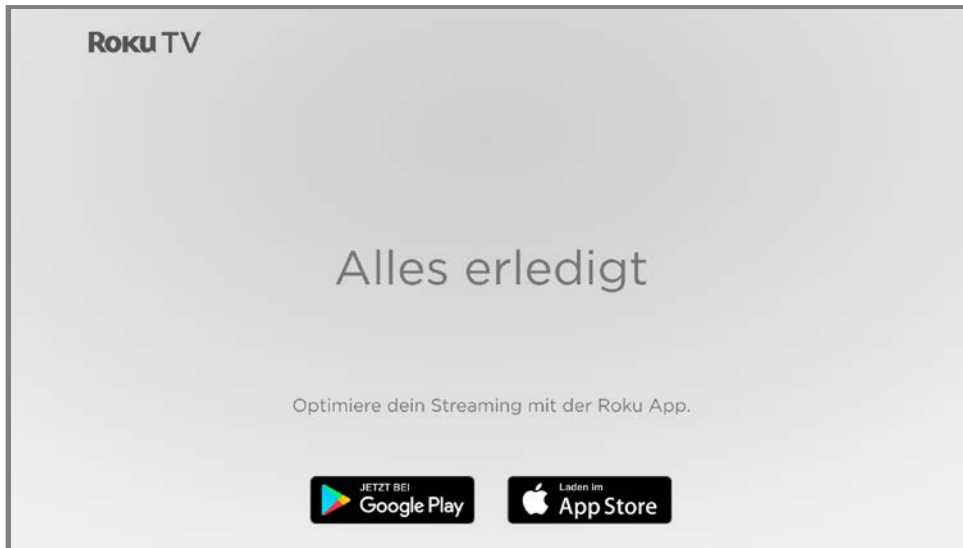 Roku TV
Alles erledigt
Optimiere dein Streaming mit der Roku App.
JETZT BEI
Google Play
Laden im
App Store